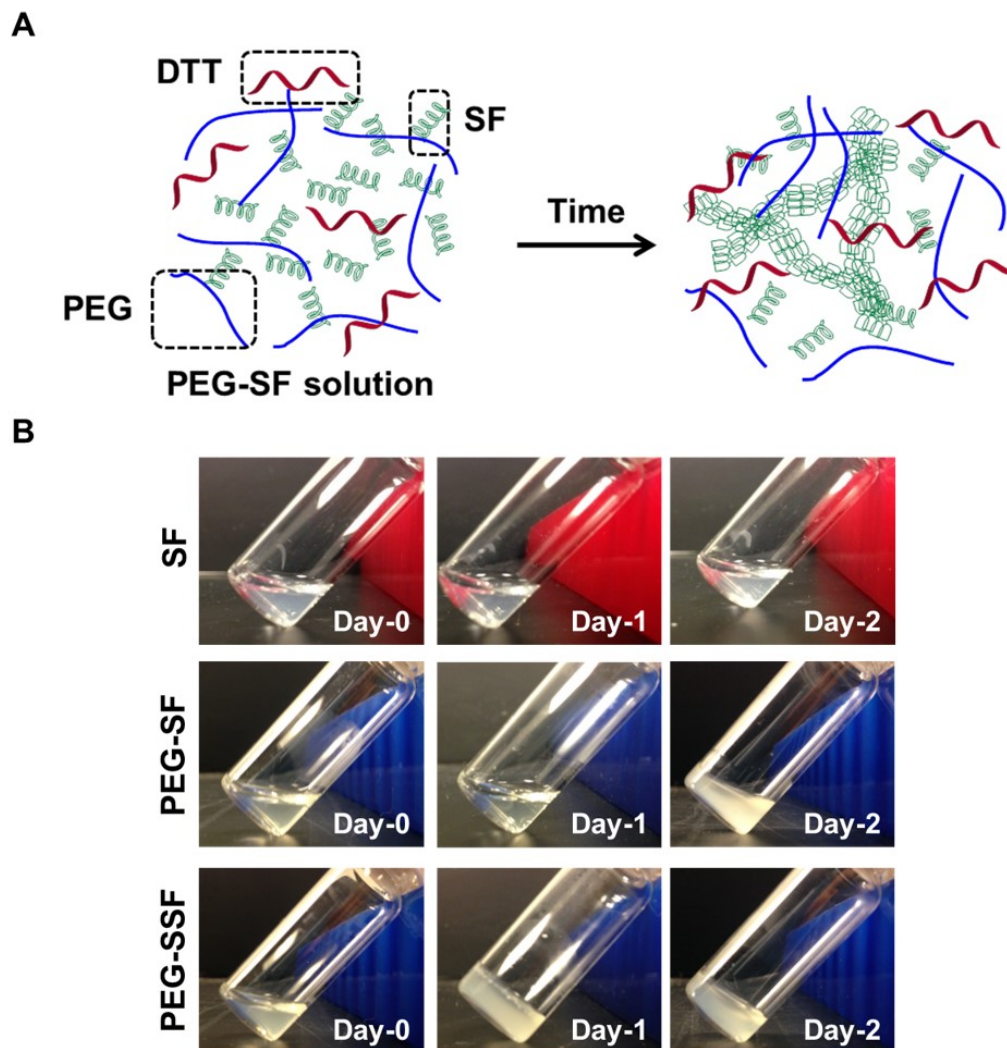 A
DTT
SF
PEG
Time
PEG-SF solution
B
SF
Day-0
Day-1
Day-2
PEG-SF
Day-0
Day-1
Day-2
PEG-SSF
Day-0
Day-1
Day-2